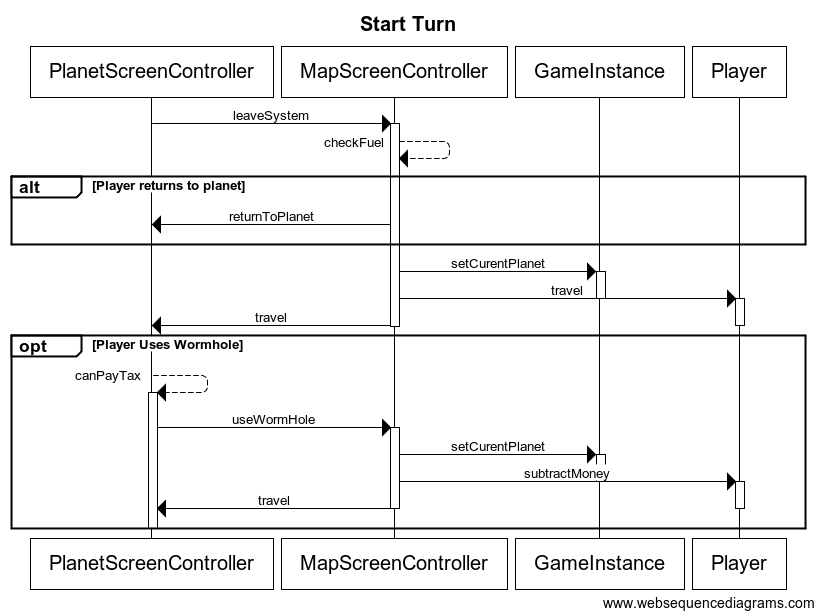 Start Turn
PlanetScreenController
MapScreenController
GameInstance
Player
leaveSystem
checkFuel
alt
[Player returns to planet]
returnToPlanet
setCurentPlanet
travel
travel
opt
[Player Uses Wormhole]
canPayTax
useWormHole
setCurentPlanet
subtractMoney
travel
PlanetScreenController
MapScreenController
GameInstance
Player
www.websequencediagrams.com